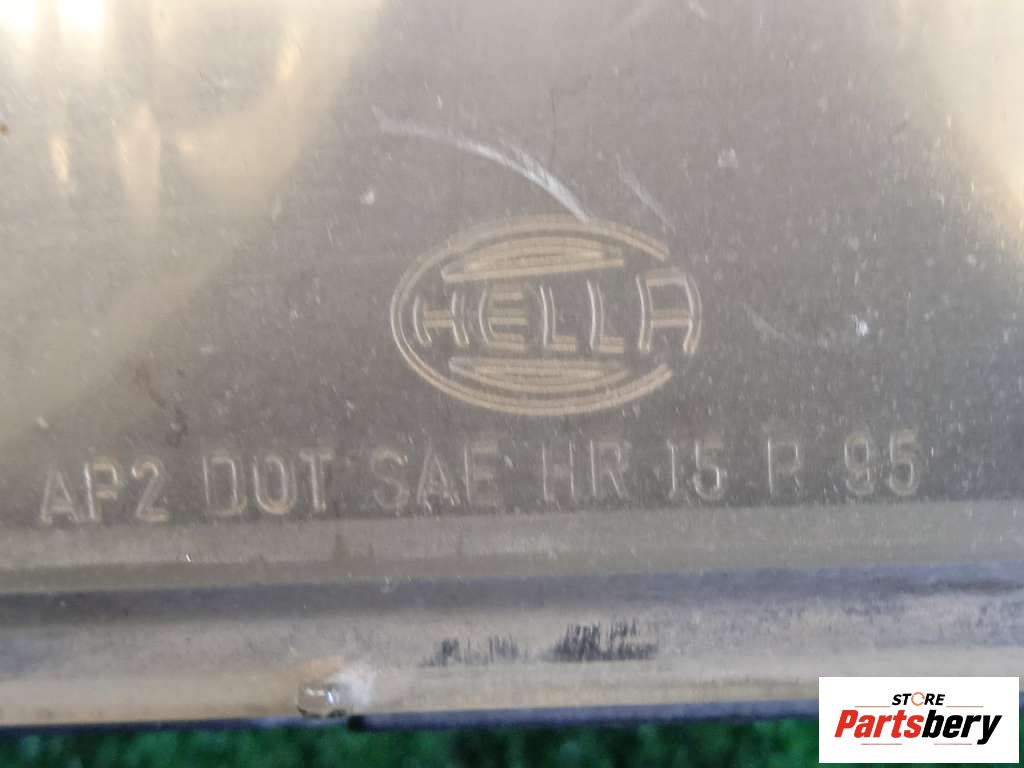 HELLA
AP2 DOT SAE HR 15 P 95
STORE
Partsbery